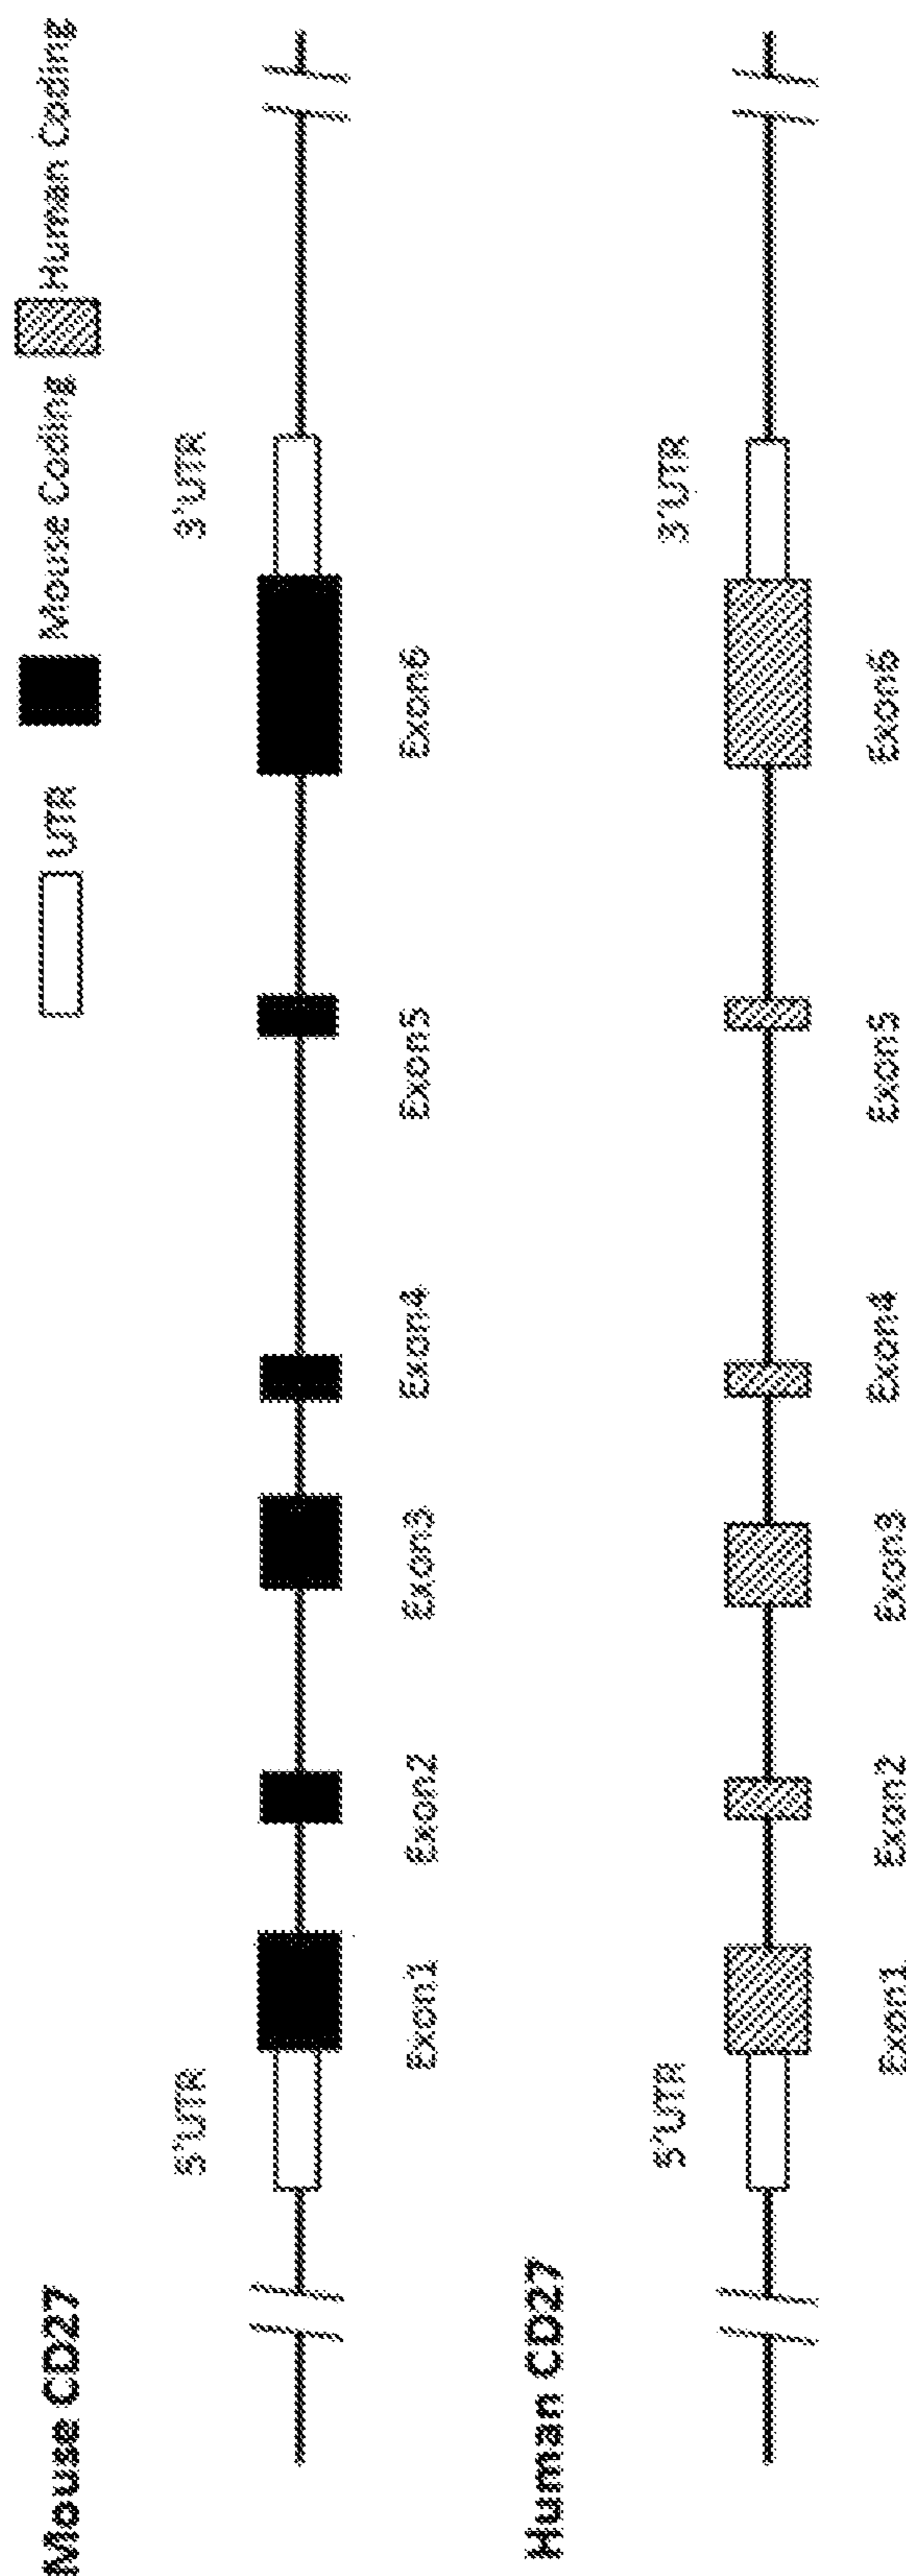 UTR Mouse Coding Human Coding
Mouse CD27
5'UTR 3'UTR
Exon1 Exon2 Exon3 Exon4 Exon5 Exon6
Human CD27
5'UTR 3'UTR
Exon1 Exon2 Exon3 Exon4 Exon5 Exon6